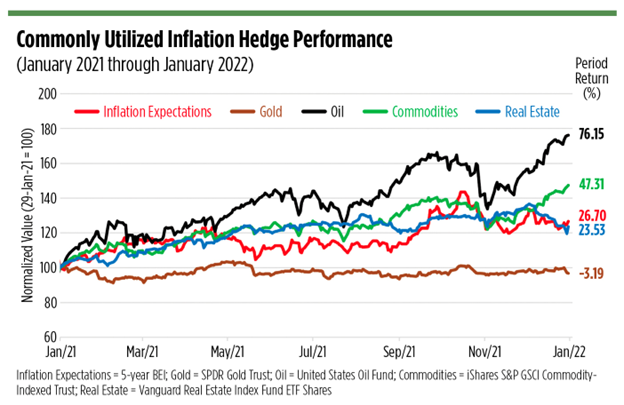 Commonly Utilized Inflation Hedge Performance
(January 2021 through January 2022)
Period
Return
(%)
Normalized Value (29-Jan-21 = 100)
200
180
160
140
120
100
80
60
Inflation Expectations Gold Oil Commodities Real Estate
76.15
47.31
26.70
23.53
-3.19
Jan/21 Mar/21 May/21 Jul/21 Sep/21 Nov/21 Jan/22
Inflation Expectations = 5-year BEI; Gold = SPDR Gold Trust; Oil = United States Oil Fund; Commodities = iShares S&P GSCI Commodity-
Indexed Trust; Real Estate = Vanguard Real Estate Index Fund ETF Shares